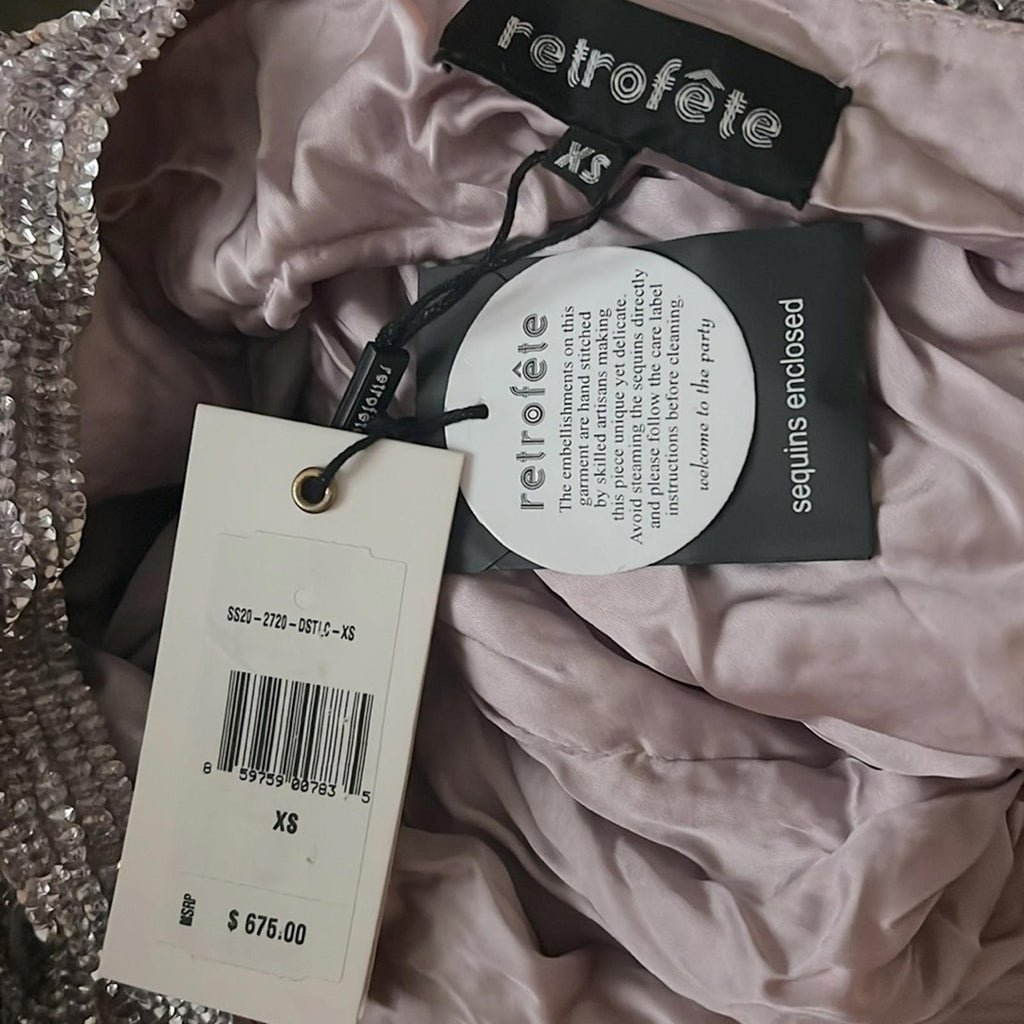 retrofête
XS
retrofête
retrofête
The embellishments on this
garment are hand stitched
by skilled artisans making
this piece unique yet delicate.
Avoid steaming the sequins directly
and please follow the care label
instructions before cleaning.
welcome to the party
sequins enclosed
SS20-2720-DSTLC-XS
8 59759 00783 5
XS
MSRP $ 675.00